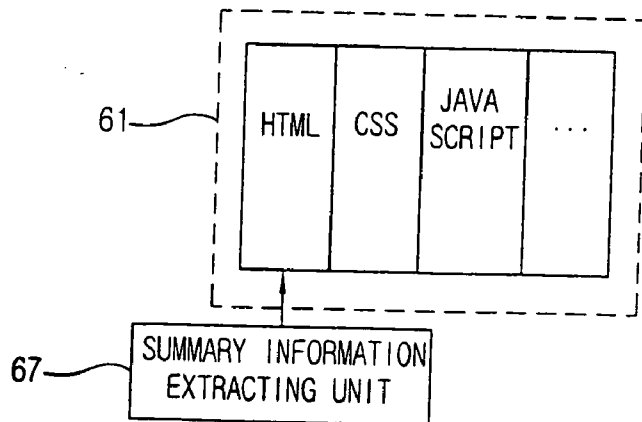 61
HTML
CSS
JAVA
SCRIPT
...
67
SUMMARY INFORMATION
EXTRACTING UNIT